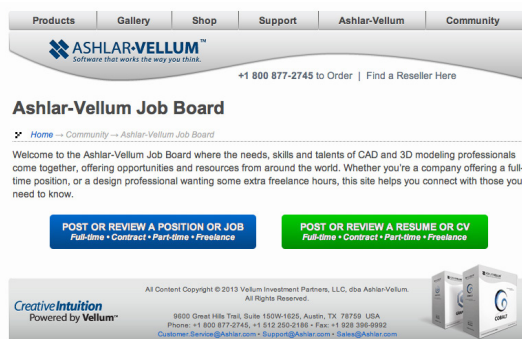 Products Gallery Shop Support Ashlar-Vellum Community
ASHLAR•VELLUM™
Software that works the way you think.
+1 800 877-2745 to Order | Find a Reseller Here
Ashlar-Vellum Job Board
Home → Community → Ashlar-Vellum Job Board
Welcome to the Ashlar-Vellum Job Board where the needs, skills and talents of CAD and 3D modeling professionals
come together, offering opportunities and resources from around the world. Whether you're a company offering a full-
time position, or a design professional wanting some extra freelance hours, this site helps you connect with those you
need to know.
POST OR REVIEW A POSITION OR JOB
Full-time • Contract • Part-time • Freelance
POST OR REVIEW A RESUME OR CV
Full-time • Contract • Part-time • Freelance
All Content Copyright © 2013 Vellum Investment Partners, LLC, dba Ashlar-Vellum.
All Rights Reserved.
CreativeIntuition
Powered by Vellum™
9600 Great Hills Trail, Suite 150W-1625, Austin, TX 78759 USA
Phone: +1 800 877-2745, +1 512 250-2186 • Fax: +1 928 396-9992
Customer.Service@Ashlar.com • Support@Ashlar.com • Sales@Ashlar.com
COBALT